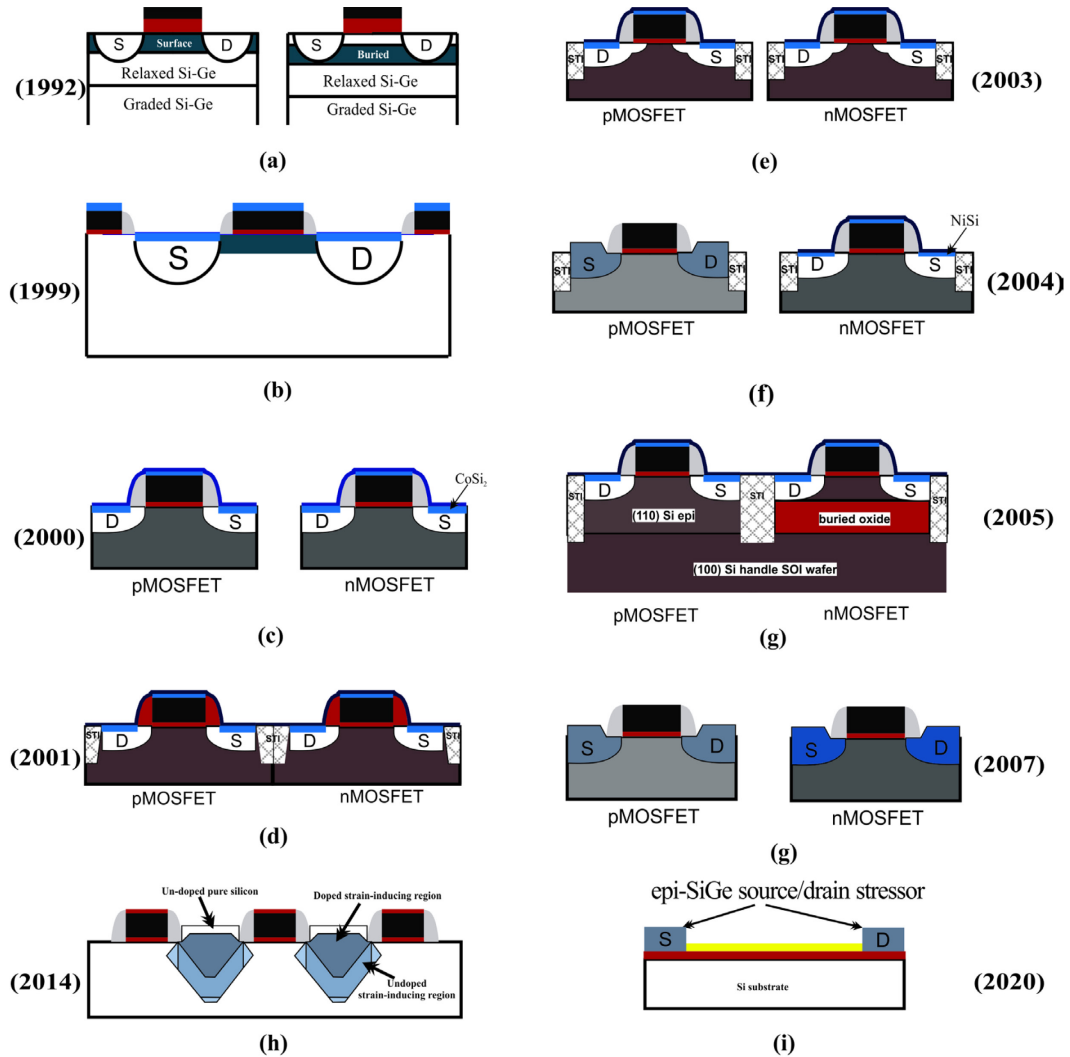 S
Surface
D
Relaxed Si-Ge
Graded Si-Ge
S
D
Buried
Relaxed Si-Ge
Graded Si-Ge
(1992)
(a)
S
D
(1999)
(b)
D
S
pMOSFET
D
S
CoSi₂
nMOSFET
(2000)
(c)
STI
D
S
STI
D
S
STI
pMOSFET
nMOSFET
(2001)
(d)
Un-doped pure silicon
Doped strain-inducing region
Undoped
strain-inducing region
(2014)
(h)
STI
D
S
STI
pMOSFET
STI
D
S
STI
nMOSFET
(2003)
(e)
STI
S
D
STI
pMOSFET
NiSi
STI
D
S
STI
nMOSFET
(2004)
(f)
STI
D
S
STI
D
S
STI
(110) Si epi
buried oxide
(100) Si handle SOI wafer
pMOSFET
nMOSFET
(2005)
(g)
S
D
pMOSFET
S
D
nMOSFET
(2007)
(g)
epi-SiGe source/drain stressor
S
D
Si substrate
(2020)
(i)